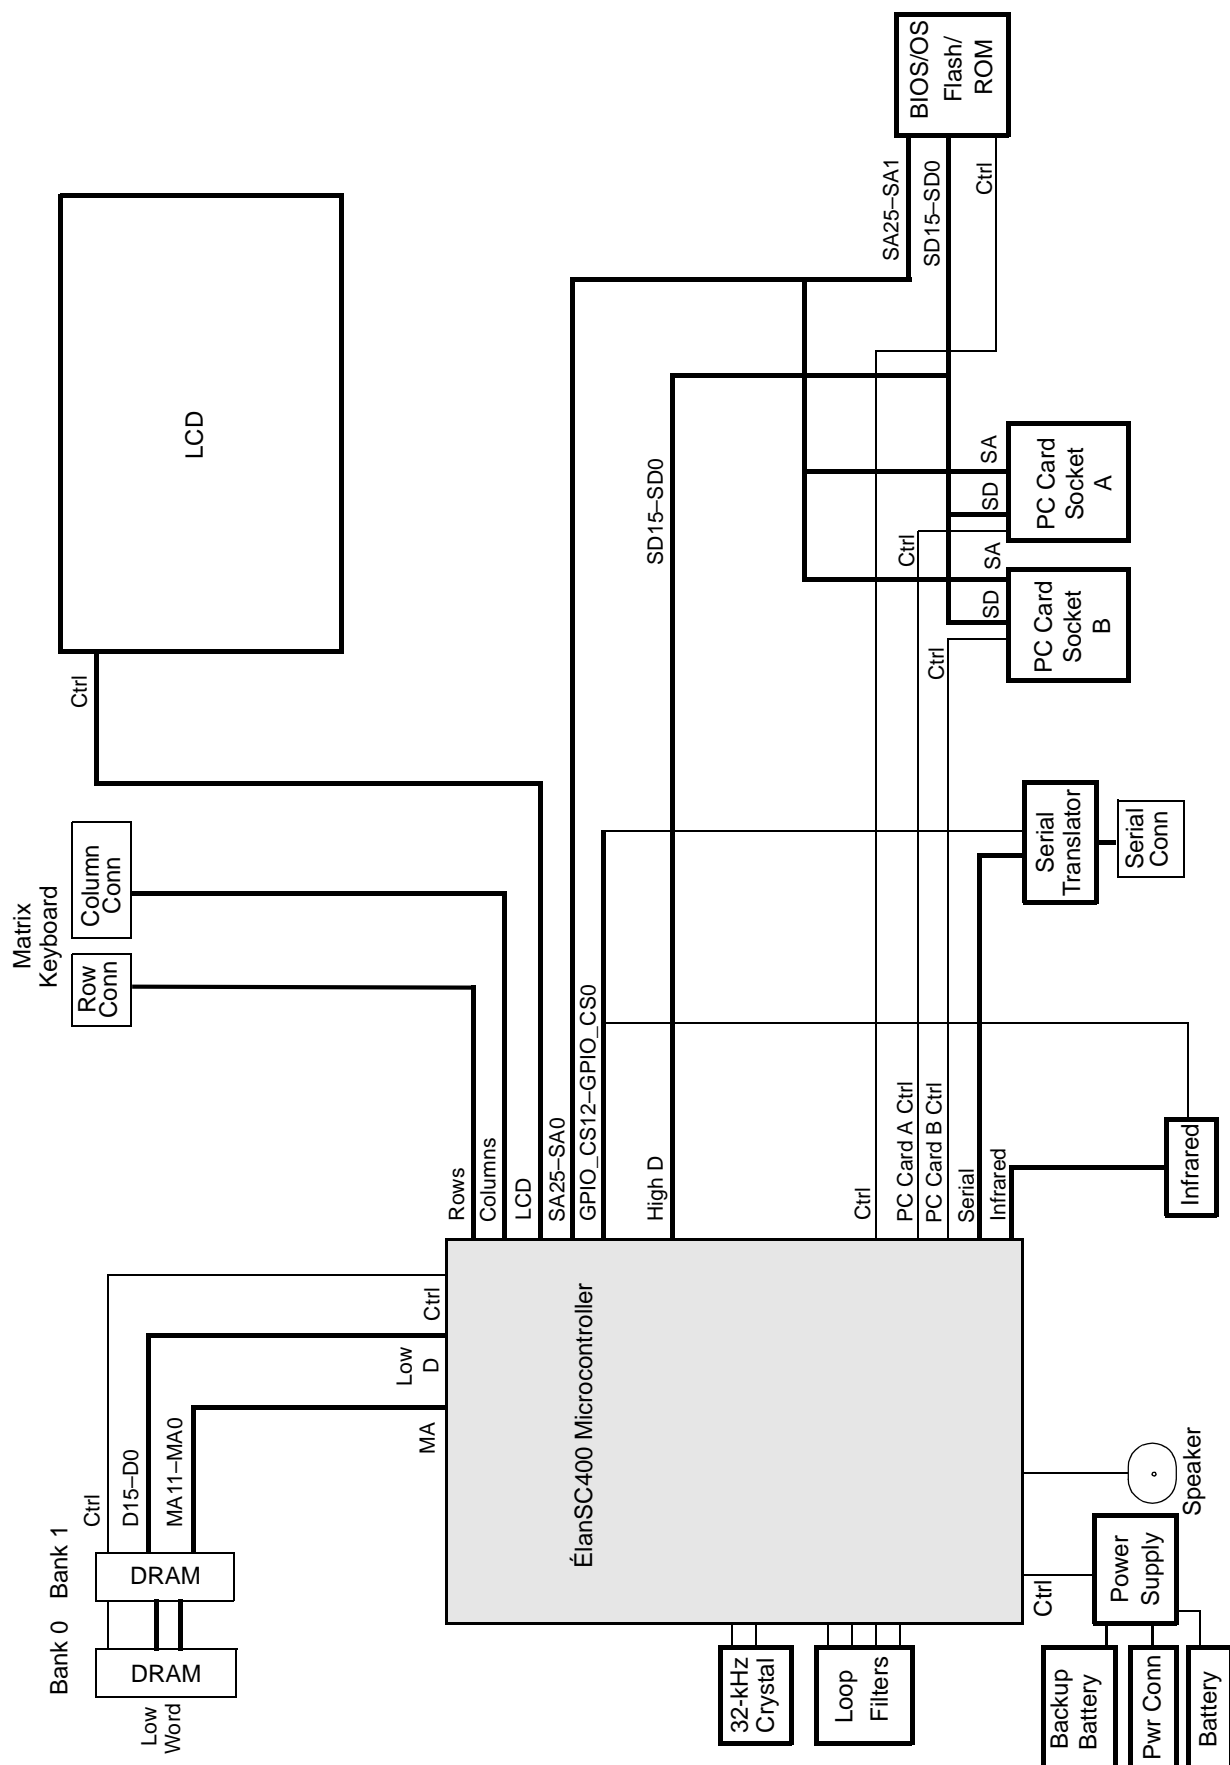 Matrix
Keyboard
Row
Conn
Column
Conn
LCD
Ctrl
Bank 0
Bank 1
DRAM
DRAM
Low
Word
Ctrl
D15–D0
MA11–MA0
MA
Low
D
Ctrl
Rows
Columns
LCD
SA25–SA0
GPIO_CS12–GPIO_CS0
High D
SD15–SD0
Ctrl
PC Card A Ctrl
PC Card B Ctrl
Serial
Infrared
ÉlanSC400 Microcontroller
SA25–SA1
SD15–SD0
Ctrl
BIOS/OS
Flash/
ROM
Ctrl
SD
SA
PC Card
Socket
A
Ctrl
SD
SA
PC Card
Socket
B
Serial
Translator
Serial
Conn
Infrared
32-kHz
Crystal
Loop
Filters
Ctrl
Power
Supply
Speaker
Backup
Battery
Pwr Conn
Battery